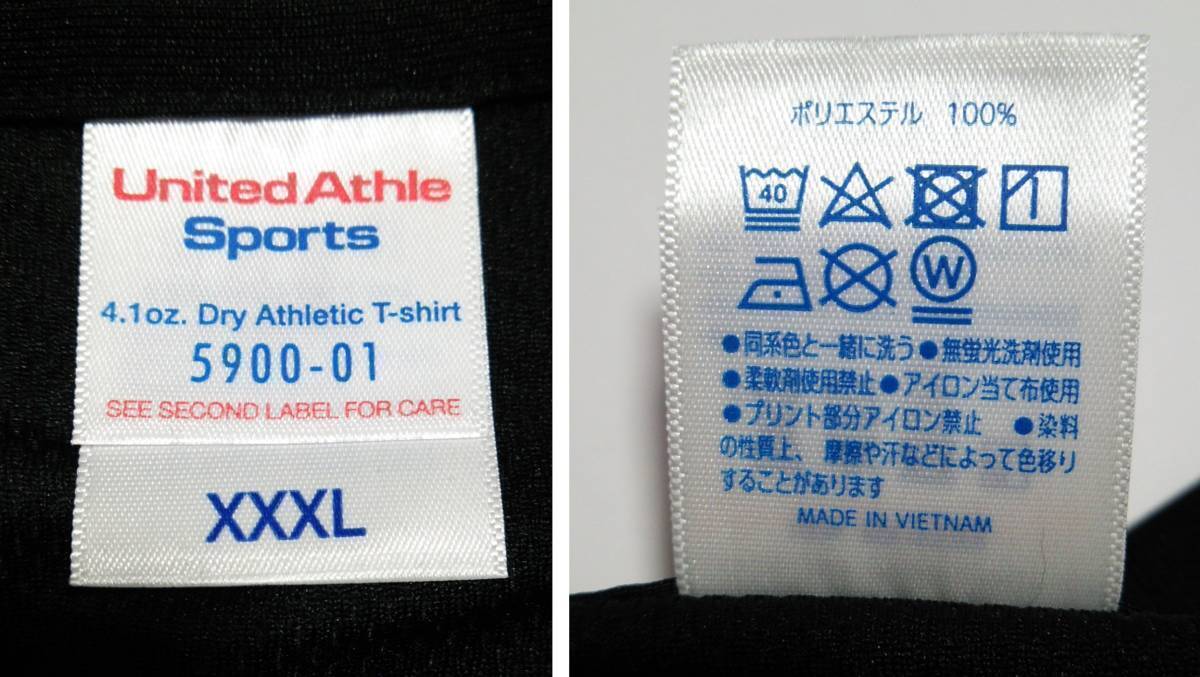 United Athle
Sports
4.1oz. Dry Athletic T-shirt
5900-01
SEE SECOND LABEL FOR CARE
XXXL
ポリエステル 100%
40
W
●同系色と一緒に洗う ●無蛍光洗剤使用
●柔軟剤使用禁止 ●アイロン当て布使用
●プリント部分アイロン禁止 ●染料
の性質上、摩擦や汗などによって色移り
することがあります
MADE IN VIETNAM